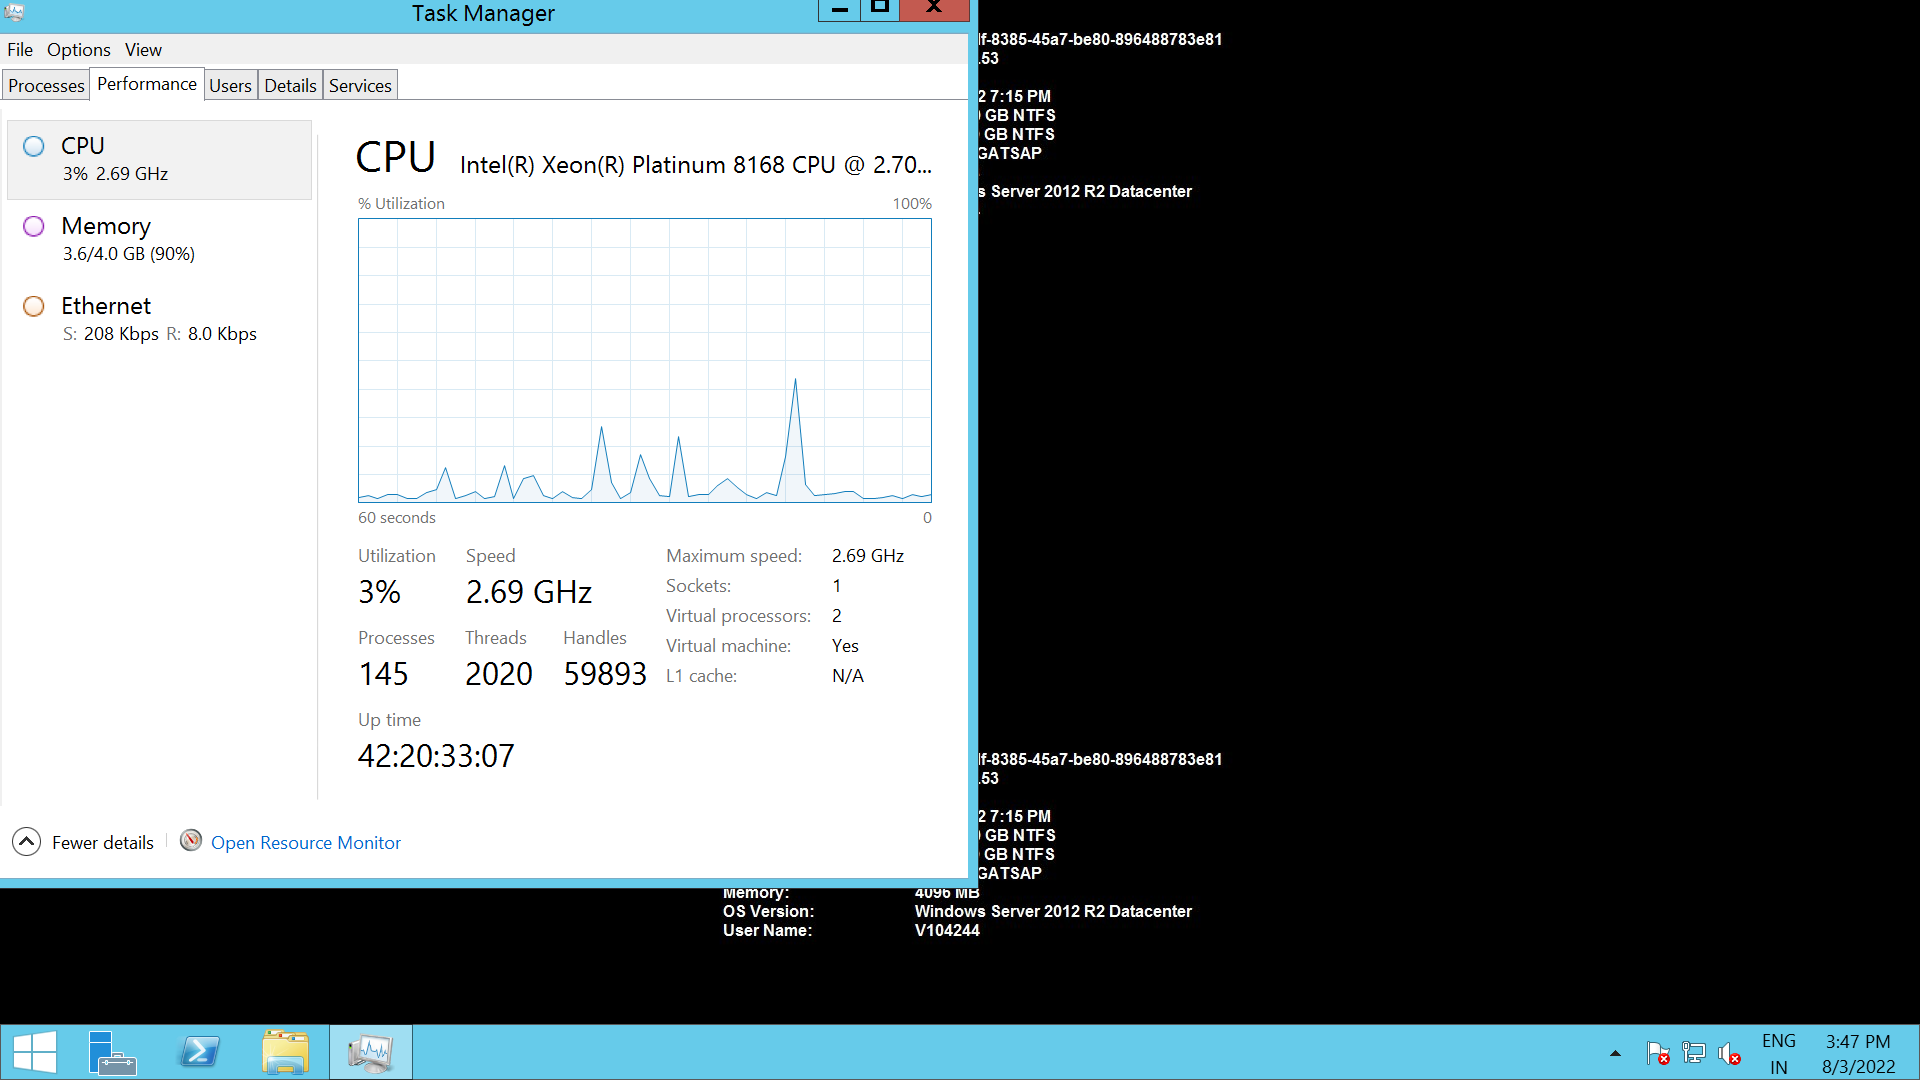 Task Manager
File Options View
Processes Performance Users Details Services
CPU
3% 2.69 GHz
Memory
3.6/4.0 GB (90%)
Ethernet
S: 208 Kbps R: 8.0 Kbps
CPU Intel(R) Xeon(R) Platinum 8168 CPU @ 2.70...
% Utilization 100%
60 seconds 0
Utilization Speed
3% 2.69 GHz
Processes Threads Handles
145 2020 59893
Up time
42:20:33:07
Maximum speed: 2.69 GHz
Sockets: 1
Virtual processors: 2
Virtual machine: Yes
L1 cache: N/A
Fewer details Open Resource Monitor
f-8385-45a7-be80-896488783e81
.53
2 7:15 PM
GB NTFS
GB NTFS
GATSAP
s Server 2012 R2 Datacenter
f-8385-45a7-be80-896488783e81
.53
2 7:15 PM
GB NTFS
GB NTFS
GATSAP
Memory: 4096 MB
OS Version: Windows Server 2012 R2 Datacenter
User Name: V104244
ENG
IN
3:47 PM
8/3/2022